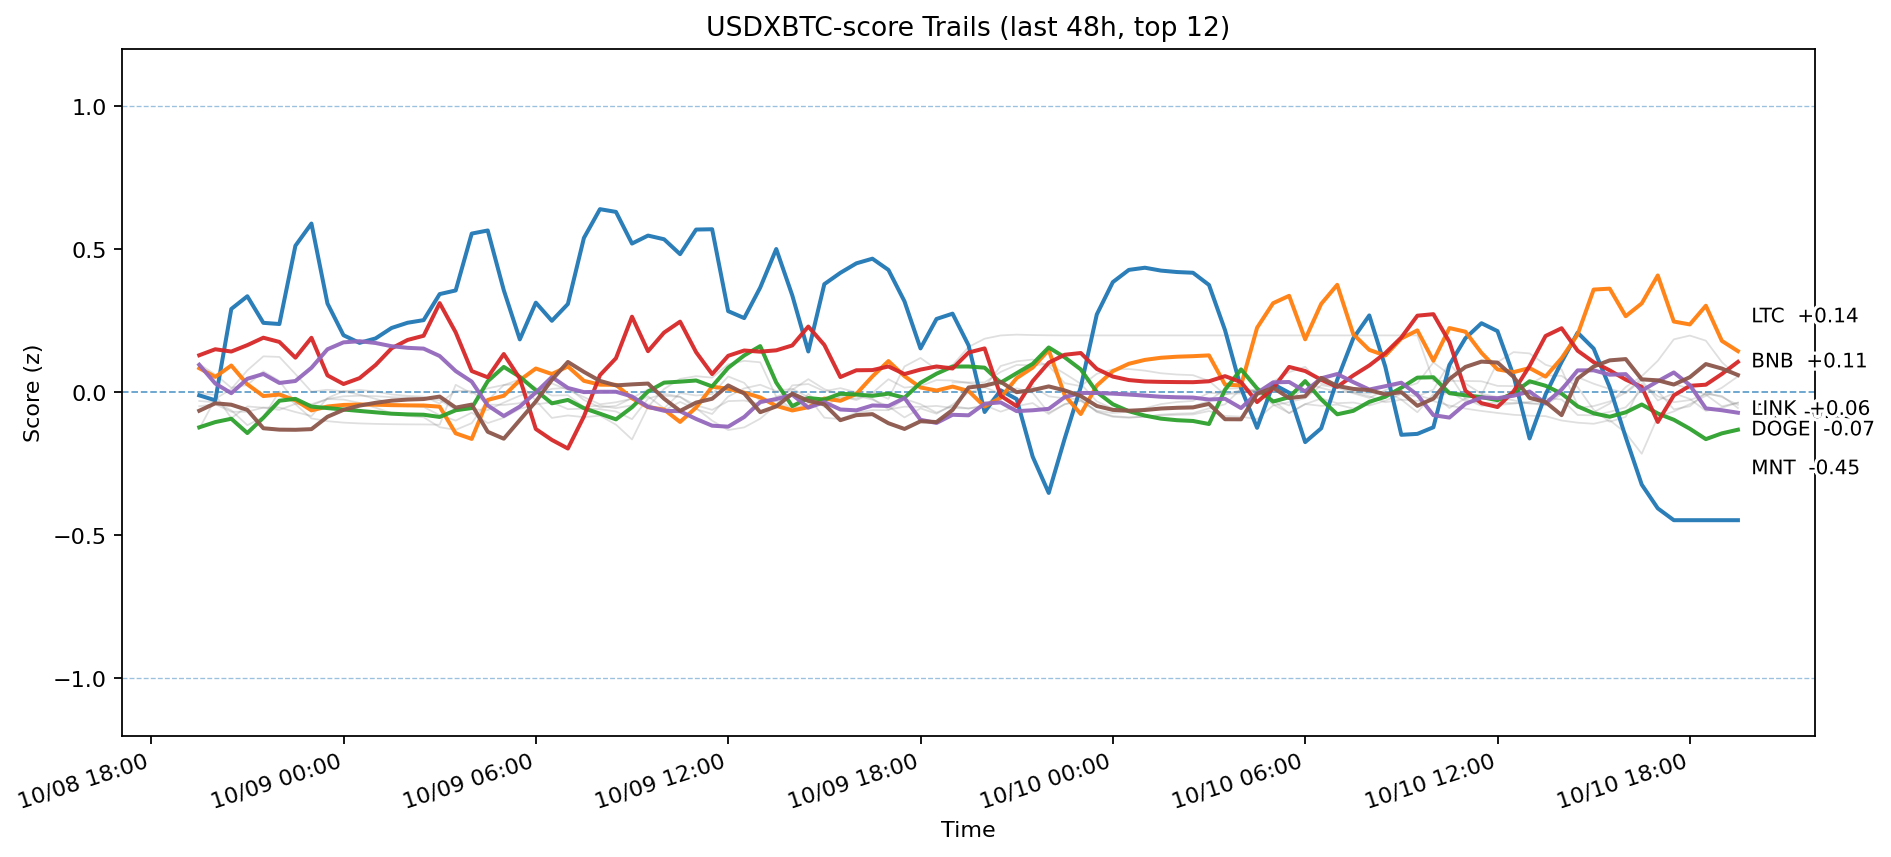 USDXBTC-score Trails (last 48h, top 12)
Score (z)
1.0
0.5
0.0
−0.5
−1.0
LTC +0.14
BNB +0.11
LINK +0.06
DOGE -0.07
MNT -0.45
10/08 18:00
10/09 00:00
10/09 06:00
10/09 12:00
10/09 18:00
10/10 00:00
10/10 06:00
10/10 12:00
10/10 18:00
Time